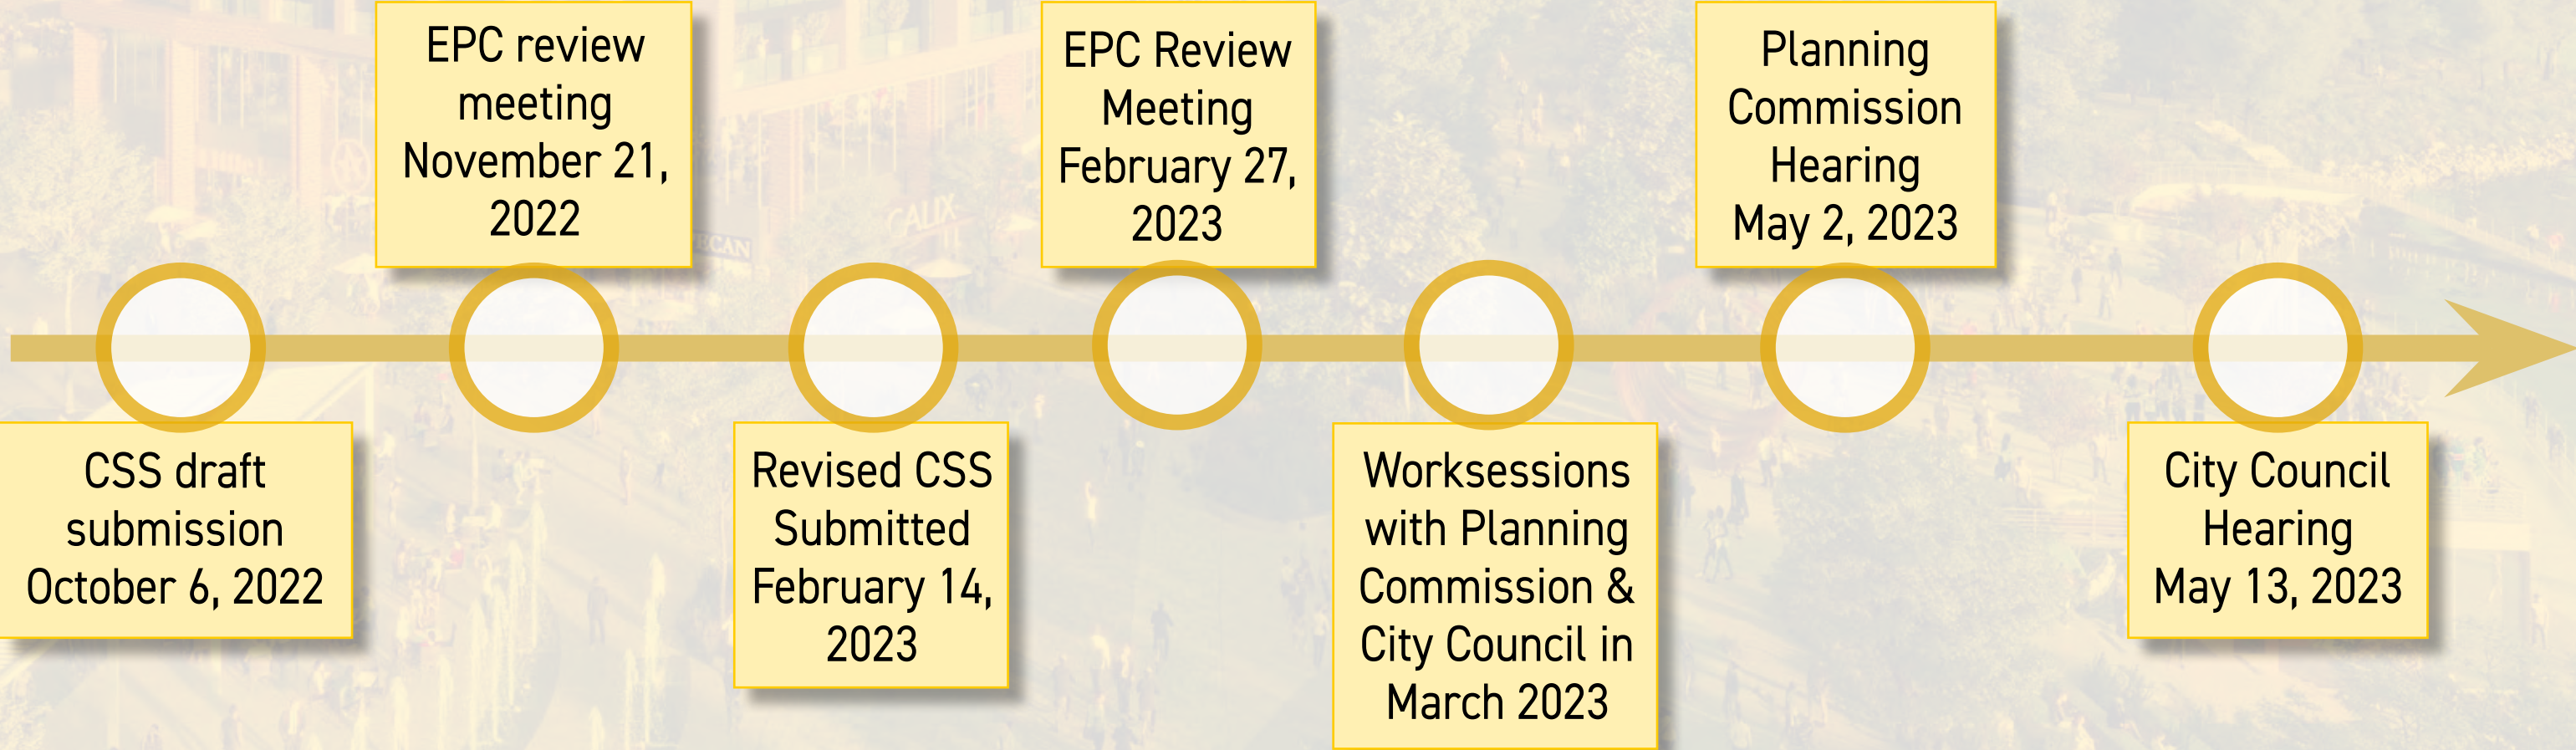 CSS draft
submission
October 6, 2022
EPC review
meeting
November 21,
2022
Revised CSS
Submitted
February 14,
2023
EPC Review
Meeting
February 27,
2023
Worksessions
with Planning
Commission &
City Council in
March 2023
Planning
Commission
Hearing
May 2, 2023
City Council
Hearing
May 13, 2023
CALIX